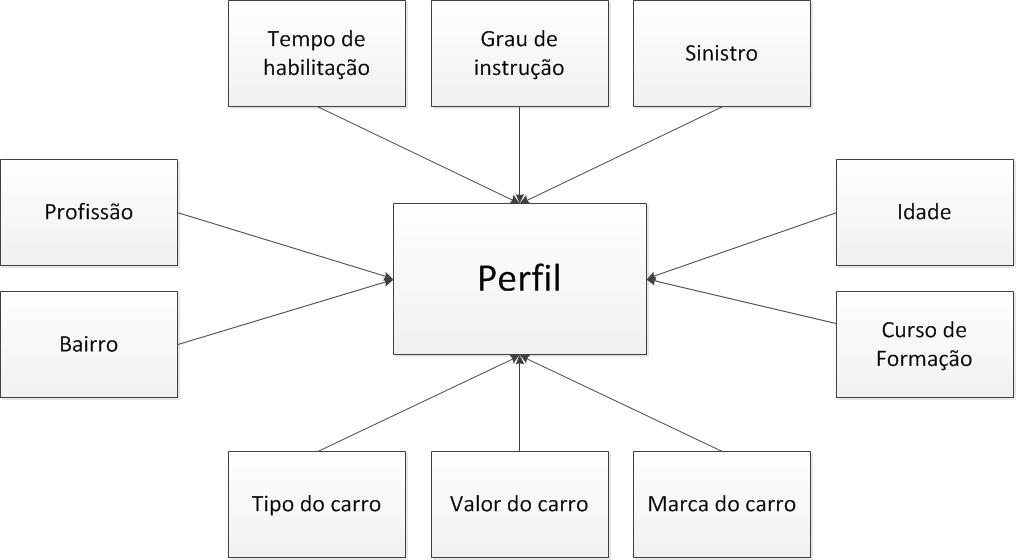 Tempo de
habilitação
Grau de
instrução
Sinistro
Profissão
Idade
Perfil
Bairro
Curso de
Formação
Tipo do carro
Valor do carro
Marca do carro